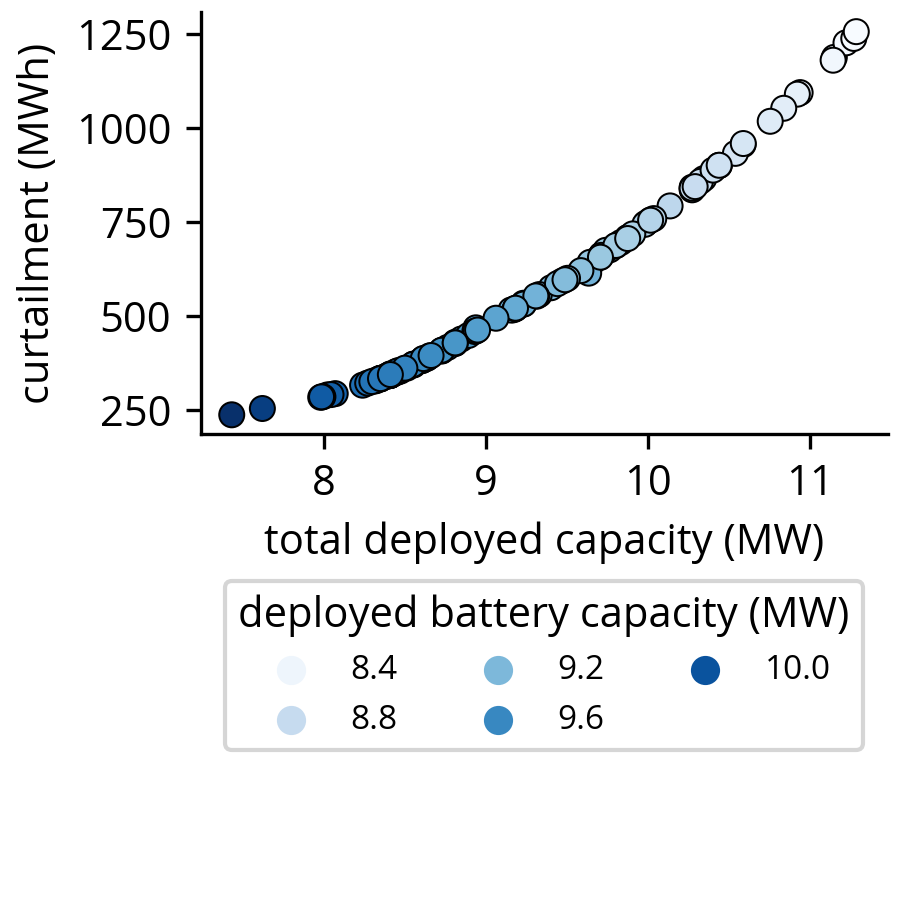 curtailment (MWh)
1250
1000
750
500
250
8 9 10 11
total deployed capacity (MW)
deployed battery capacity (MW)
8.4 9.2 10.0
8.8 9.6